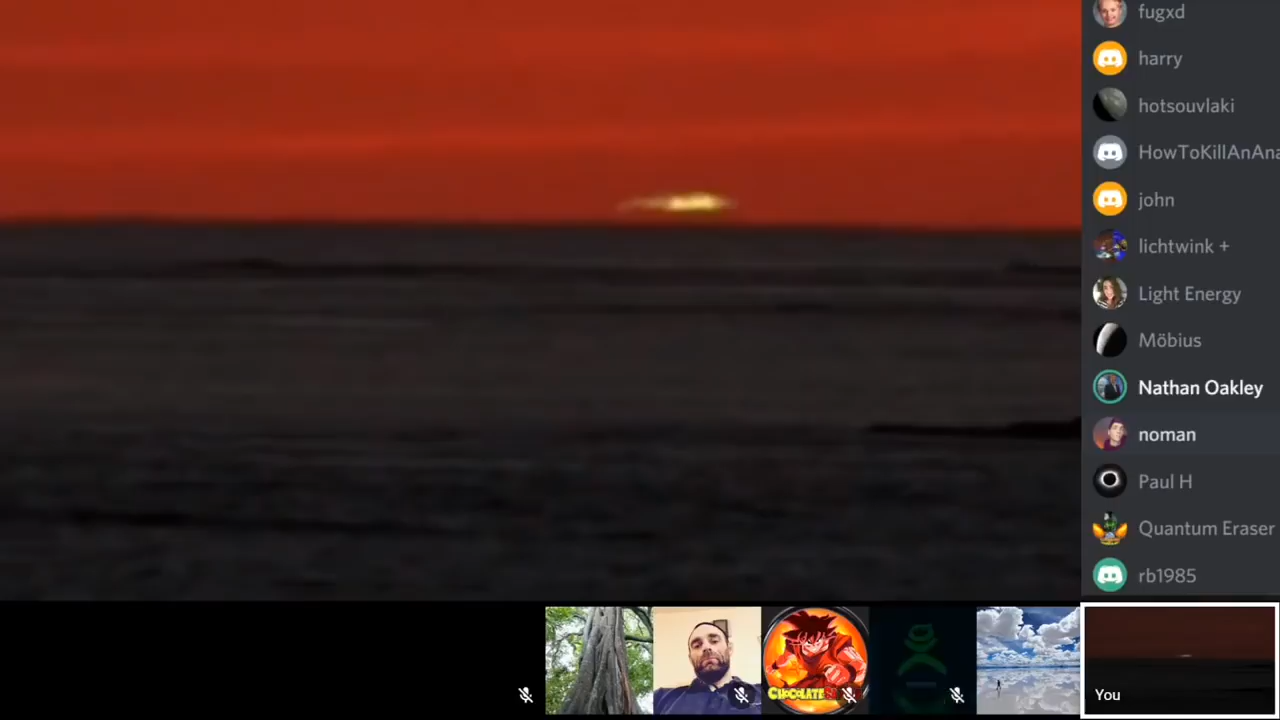 fugxd
harry
hotsouvlaki
HowToKillAnAna
john
lichtwink +
Light Energy
Möbius
Nathan Oakley
noman
Paul H
Quantum Eraser
rb1985
CHOCOLATE
You